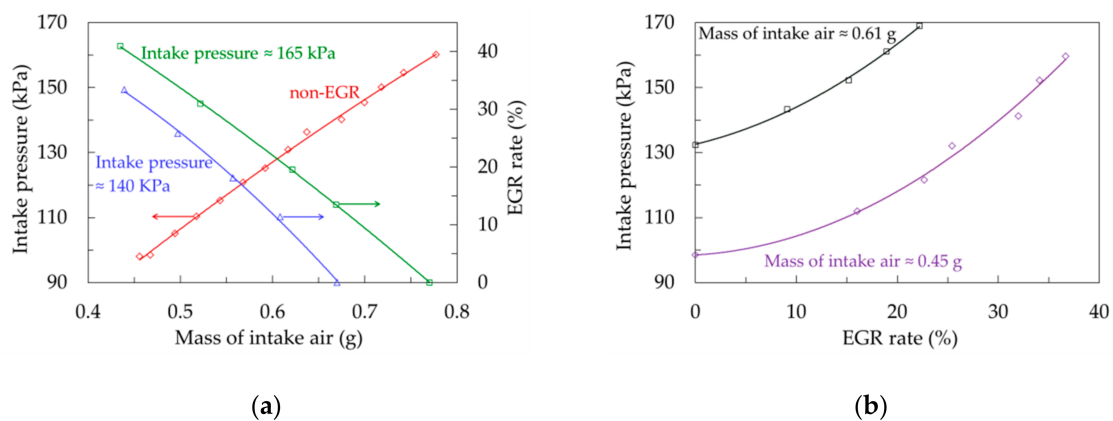 170
150
130
110
90
Intake pressure (kPa)
Intake pressure ≈ 165 kPa
non-EGR
Intake pressure
≈ 140 KPa
40
30
20
10
0
EGR rate (%)
0.4
0.5
0.6
0.7
0.8
Mass of intake air (g)
(a)
170
150
130
110
90
Intake pressure (kPa)
Mass of intake air ≈ 0.61 g
Mass of intake air ≈ 0.45 g
0
10
20
30
40
EGR rate (%)
(b)